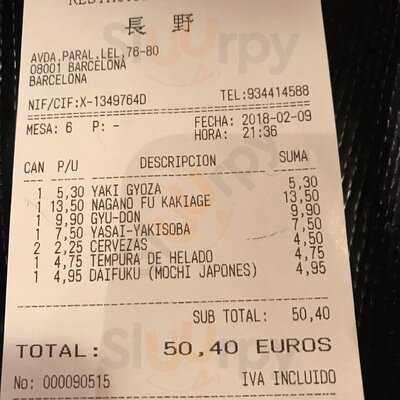 長 野
AVDA.PARAL.LEL,76-80
08001 BARCELONA
BARCELONA
NIF/CIF:X-1349764D TEL:934414588
MESA: 6 P: - FECHA: 2018-02-09
HORA: 21:36
CAN P/U DESCRIPCION SUMA
1 5,30 YAKI GYOZA 5,30
1 13,50 NAGANO FU KAKIAGE 13,50
1 9,90 GYU-DON 9,90
1 7,50 YASAI-YAKISOBA 7,50
2 2,25 CERVEZAS 4,50
1 4,75 TEMPURA DE HELADO 4,75
1 4,95 DAIFUKU (MOCHI JAPONES) 4,95
SUB TOTAL: 50,40
TOTAL: 50,40 EUROS
No: 000090515 IVA INCLUIDO
Sluurpy